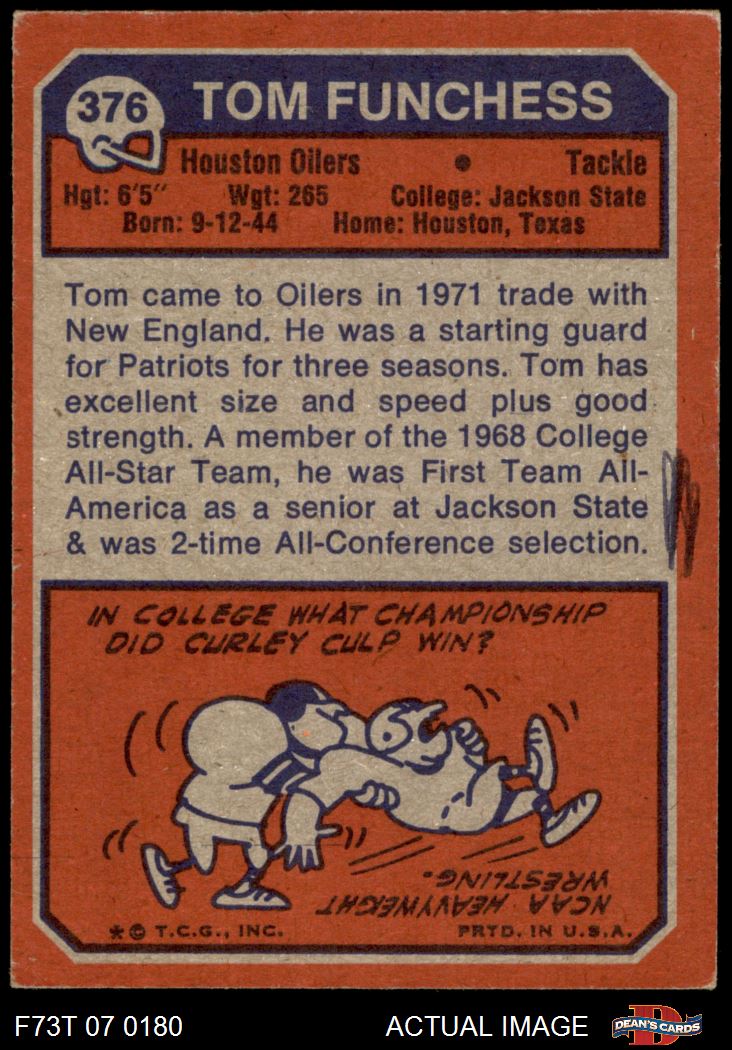 376
TOM FUNCHESS
Houston Oilers • Tackle
Hgt: 6'5" Wgt: 265 College: Jackson State
Born: 9-12-44 Home: Houston, Texas
Tom came to Oilers in 1971 trade with
New England. He was a starting guard
for Patriots for three seasons. Tom has
excellent size and speed plus good
strength. A member of the 1968 College
All-Star Team, he was First Team All-
America as a senior at Jackson State
& was 2-time All-Conference selection.
IN COLLEGE WHAT CHAMPIONSHIP
DID CURLEY CULP WIN?
NCAA HEAVYWEIGHT
WRESTLING.
*© T.C.G., INC. PRTD. IN U.S.A.
F73T 07 0180 ACTUAL IMAGE
D
DEAN'S CARDS